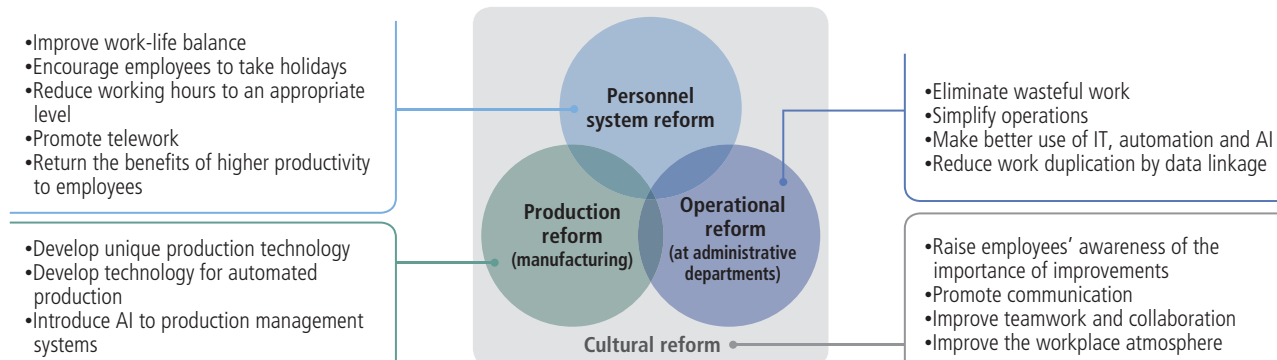 •Improve work-life balance
•Encourage employees to take holidays
•Reduce working hours to an appropriate
level
•Promote telework
•Return the benefits of higher productivity
to employees
•Develop unique production technology
•Develop technology for automated
production
•Introduce AI to production management
systems
Personnel
system reform
Production
reform
(manufacturing)
Operational
reform
(at administrative
departments)
Cultural reform
•Eliminate wasteful work
•Simplify operations
•Make better use of IT, automation and AI
•Reduce work duplication by data linkage
•Raise employees’ awareness of the
importance of improvements
•Promote communication
•Improve teamwork and collaboration
•Improve the workplace atmosphere